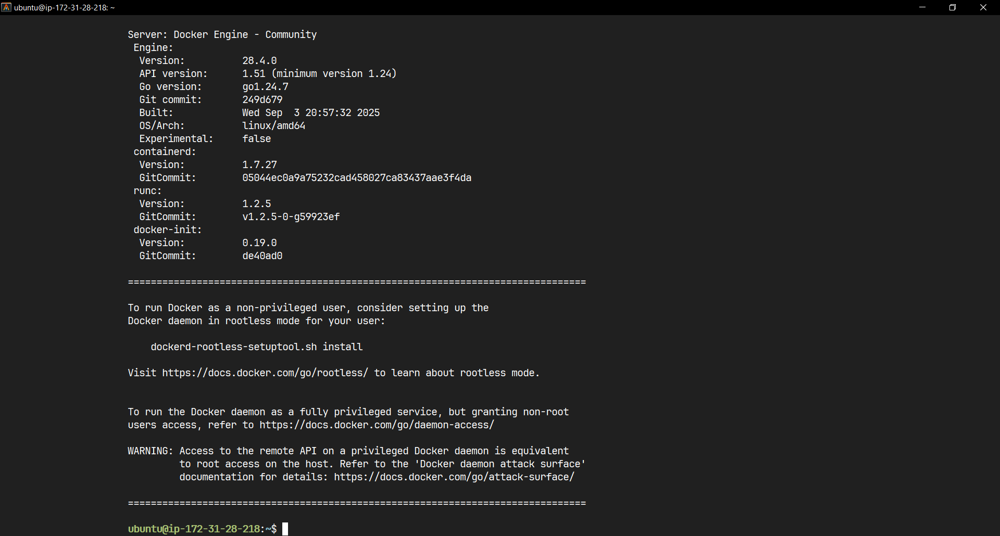 ubuntu@ip-172-31-28-218: ~
Server: Docker Engine - Community
 Engine:
  Version:          28.4.0
  API version:      1.51 (minimum version 1.24)
  Go version:       go1.24.7
  Git commit:       249d679
  Built:            Wed Sep  3 20:57:32 2025
  OS/Arch:          linux/amd64
  Experimental:     false
 containerd:
  Version:          1.7.27
  GitCommit:        05044ec0a9a75232cad458027ca83437aae3f4da
 runc:
  Version:          1.2.5
  GitCommit:        v1.2.5-0-g59923ef
 docker-init:
  Version:          0.19.0
  GitCommit:        de40ad0
================================================================================
To run Docker as a non-privileged user, consider setting up the
Docker daemon in rootless mode for your user:
    dockerd-rootless-setuptool.sh install
Visit https://docs.docker.com/go/rootless/ to learn about rootless mode.
To run the Docker daemon as a fully privileged service, but granting non-root
users access, refer to https://docs.docker.com/go/daemon-access/
WARNING: Access to the remote API on a privileged Docker daemon is equivalent
         to root access on the host. Refer to the 'Docker daemon attack surface'
         documentation for details: https://docs.docker.com/go/attack-surface/
================================================================================
ubuntu@ip-172-31-28-218:~$